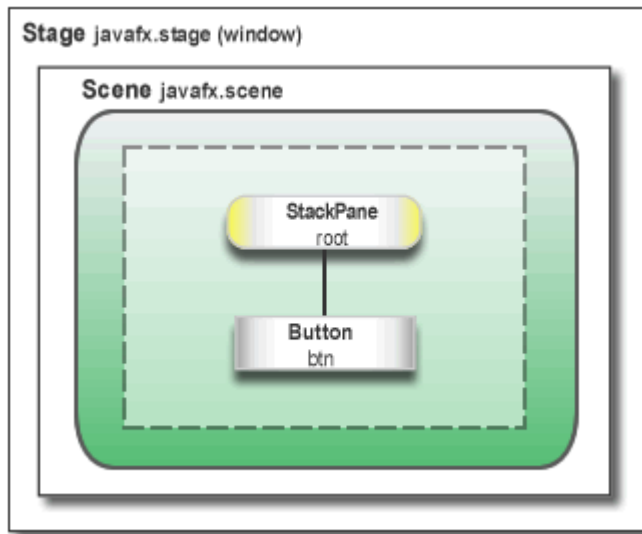 Stage javafx.stage (window)
Scene javafx.scene
StackPane
root
Button
btn